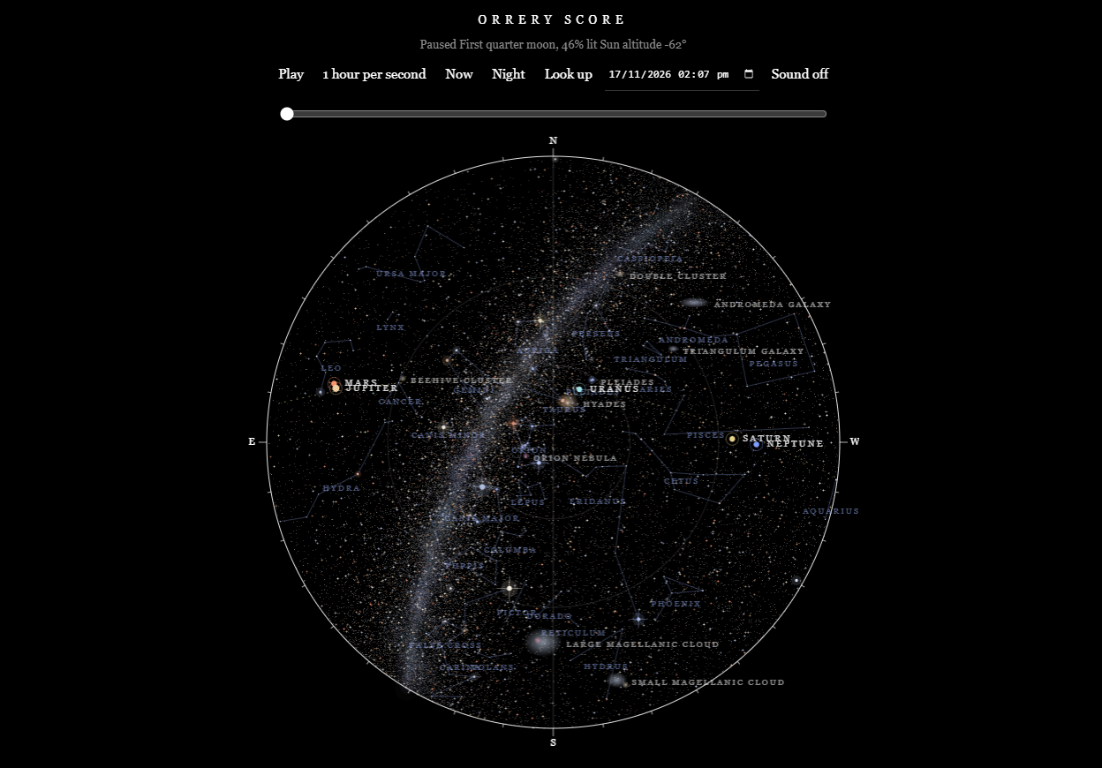 ORRERY SCORE
Paused First quarter moon, 46% lit Sun altitude -62°
Play 1 hour per second Now Night Look up 17/11/2026 02:07 pm Sound off
N
CASSIOPEIA
URSA MAJOR
DOUBLE CLUSTER
ANDROMEDA GALAXY
LYNX
PERSEUS
ANDROMEDA
AURIGA
TRIANGULUM GALAXY
TRIANGULUM
PEGASUS
LEO
MARS
JUPITER
BEEHIVE CLUSTER
GEMINI
PLEIADES
URANUS
ARIES
CANCER
HYADES
TAURUS
CANIS MINOR
PISCES
SATURN
NEPTUNE
E
W
ORION
ORION NEBULA
CETUS
HYDRA
LEPUS
ERIDANUS
AQUARIUS
CANIS MAJOR
COLUMBA
PUPPIS
PHOENIX
PICTOR
DORADO
RETICULUM
FALSE CROSS
LARGE MAGELLANIC CLOUD
HYDRUS
SMALL MAGELLANIC CLOUD
S